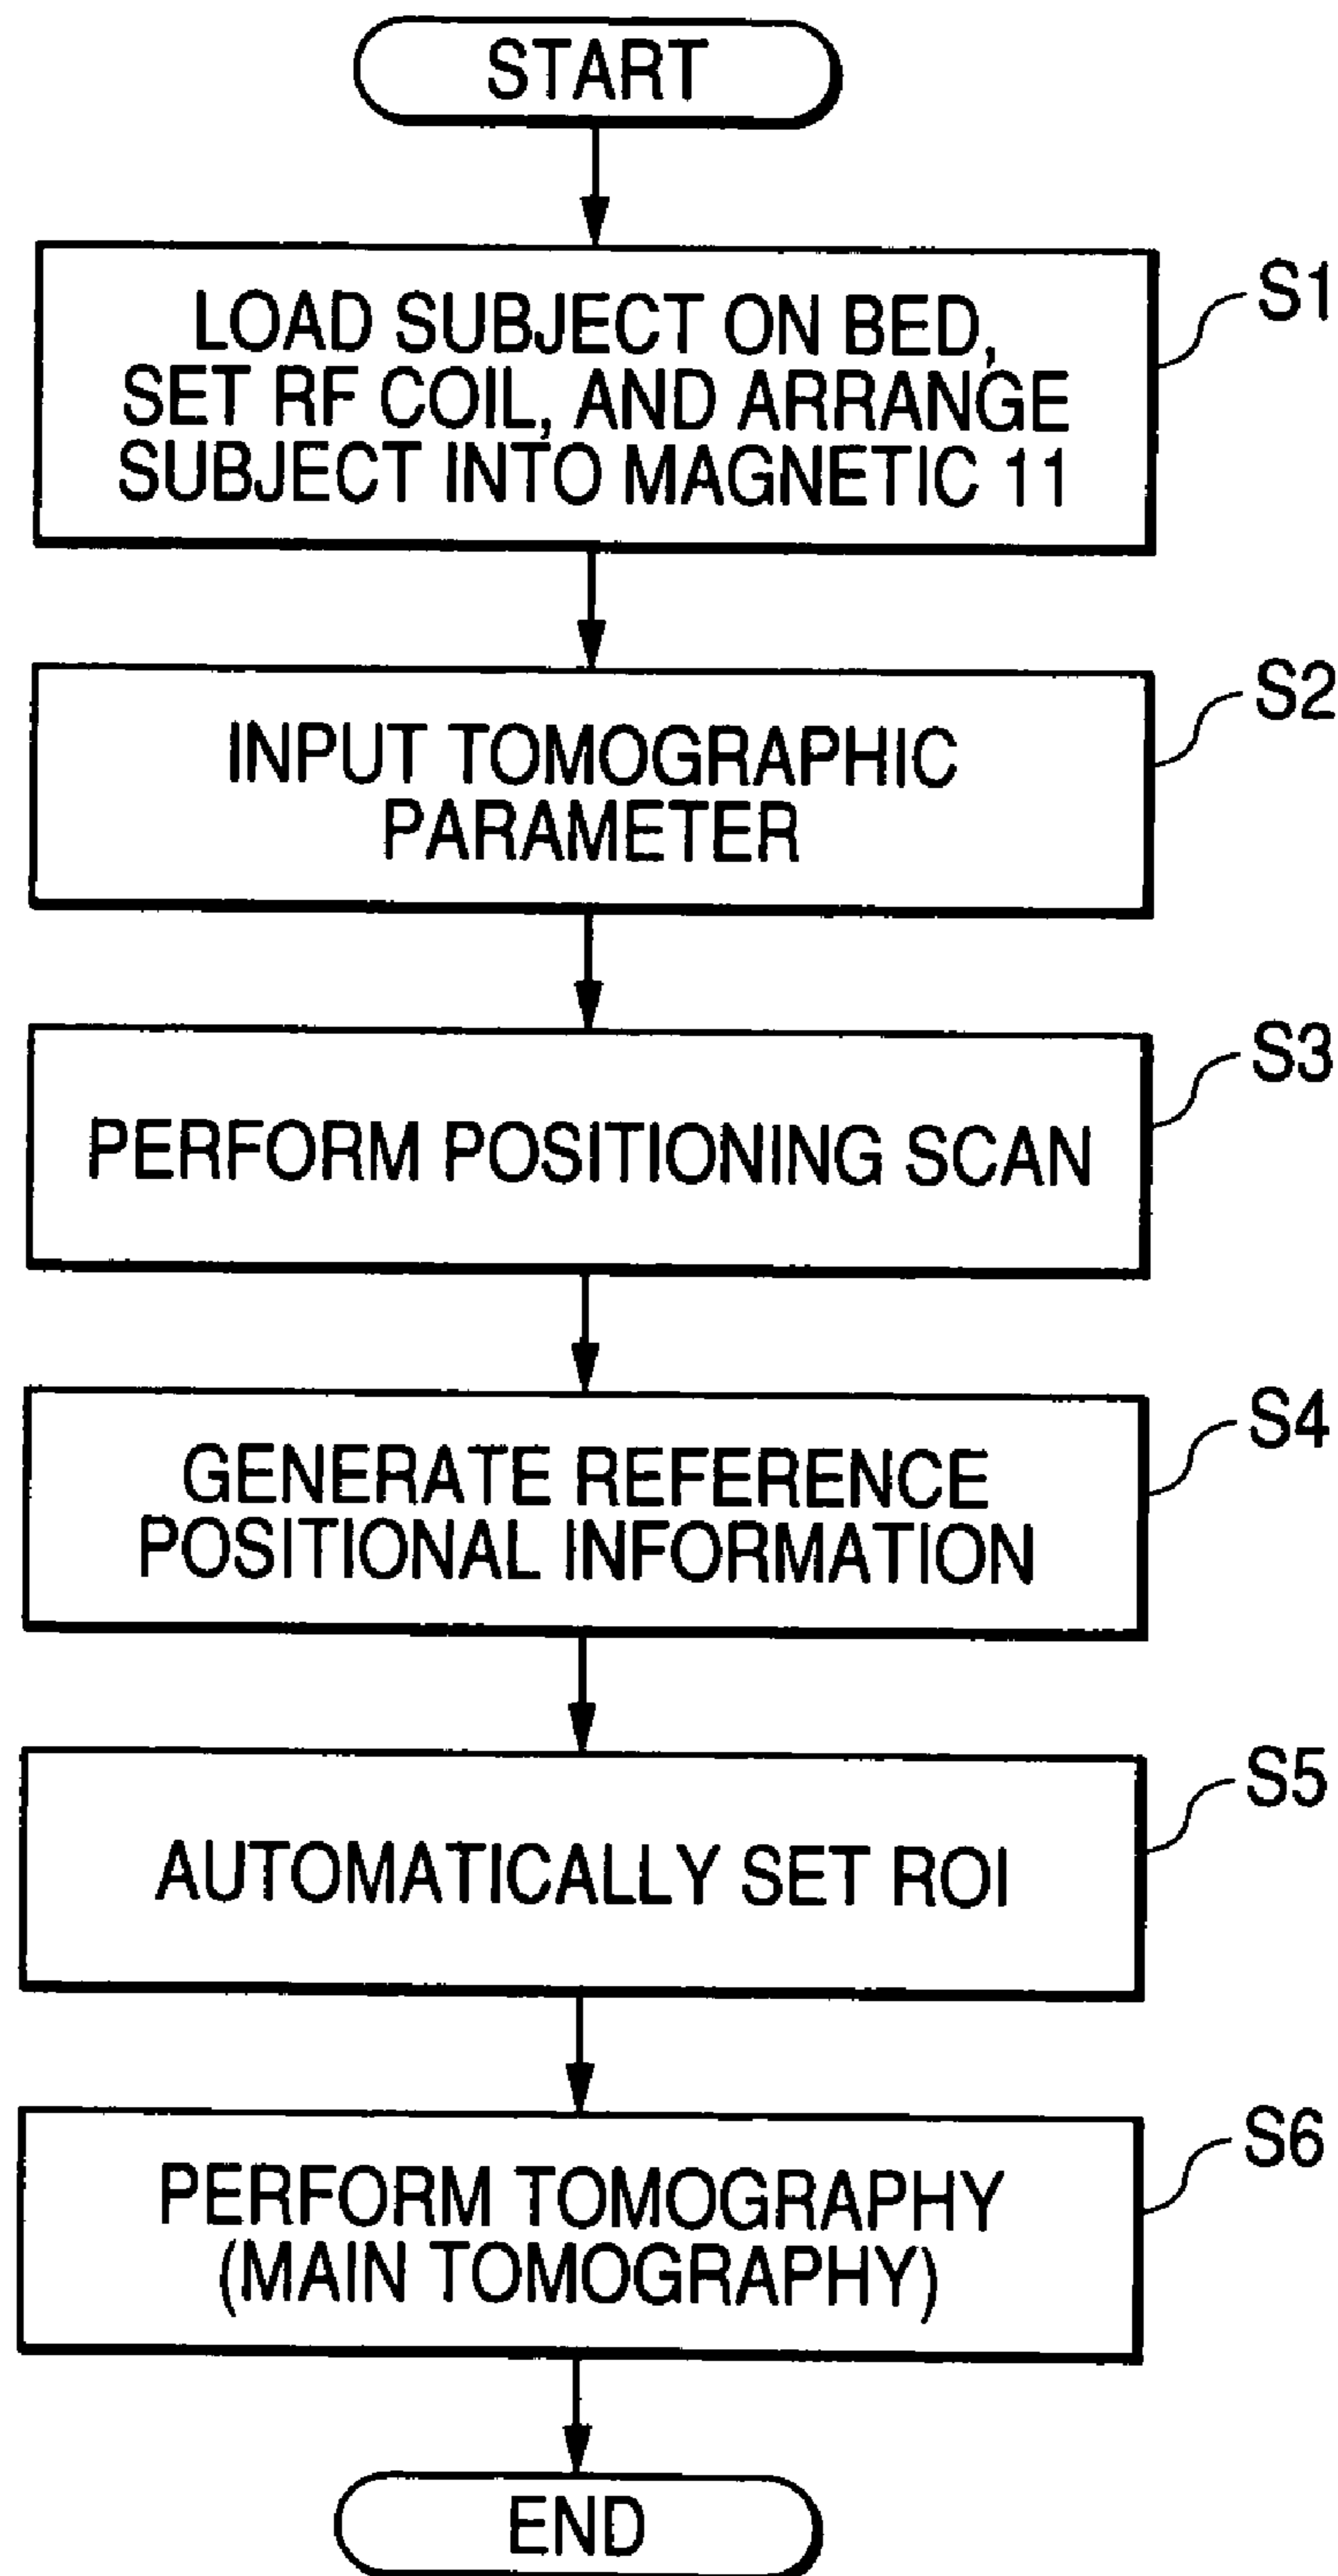 START
LOAD SUBJECT ON BED,
SET RF COIL, AND ARRANGE
SUBJECT INTO MAGNETIC 11
S1
INPUT TOMOGRAPHIC
PARAMETER
S2
PERFORM POSITIONING SCAN
S3
GENERATE REFERENCE
POSITIONAL INFORMATION
S4
AUTOMATICALLY SET ROI
S5
PERFORM TOMOGRAPHY
(MAIN TOMOGRAPHY)
S6
END